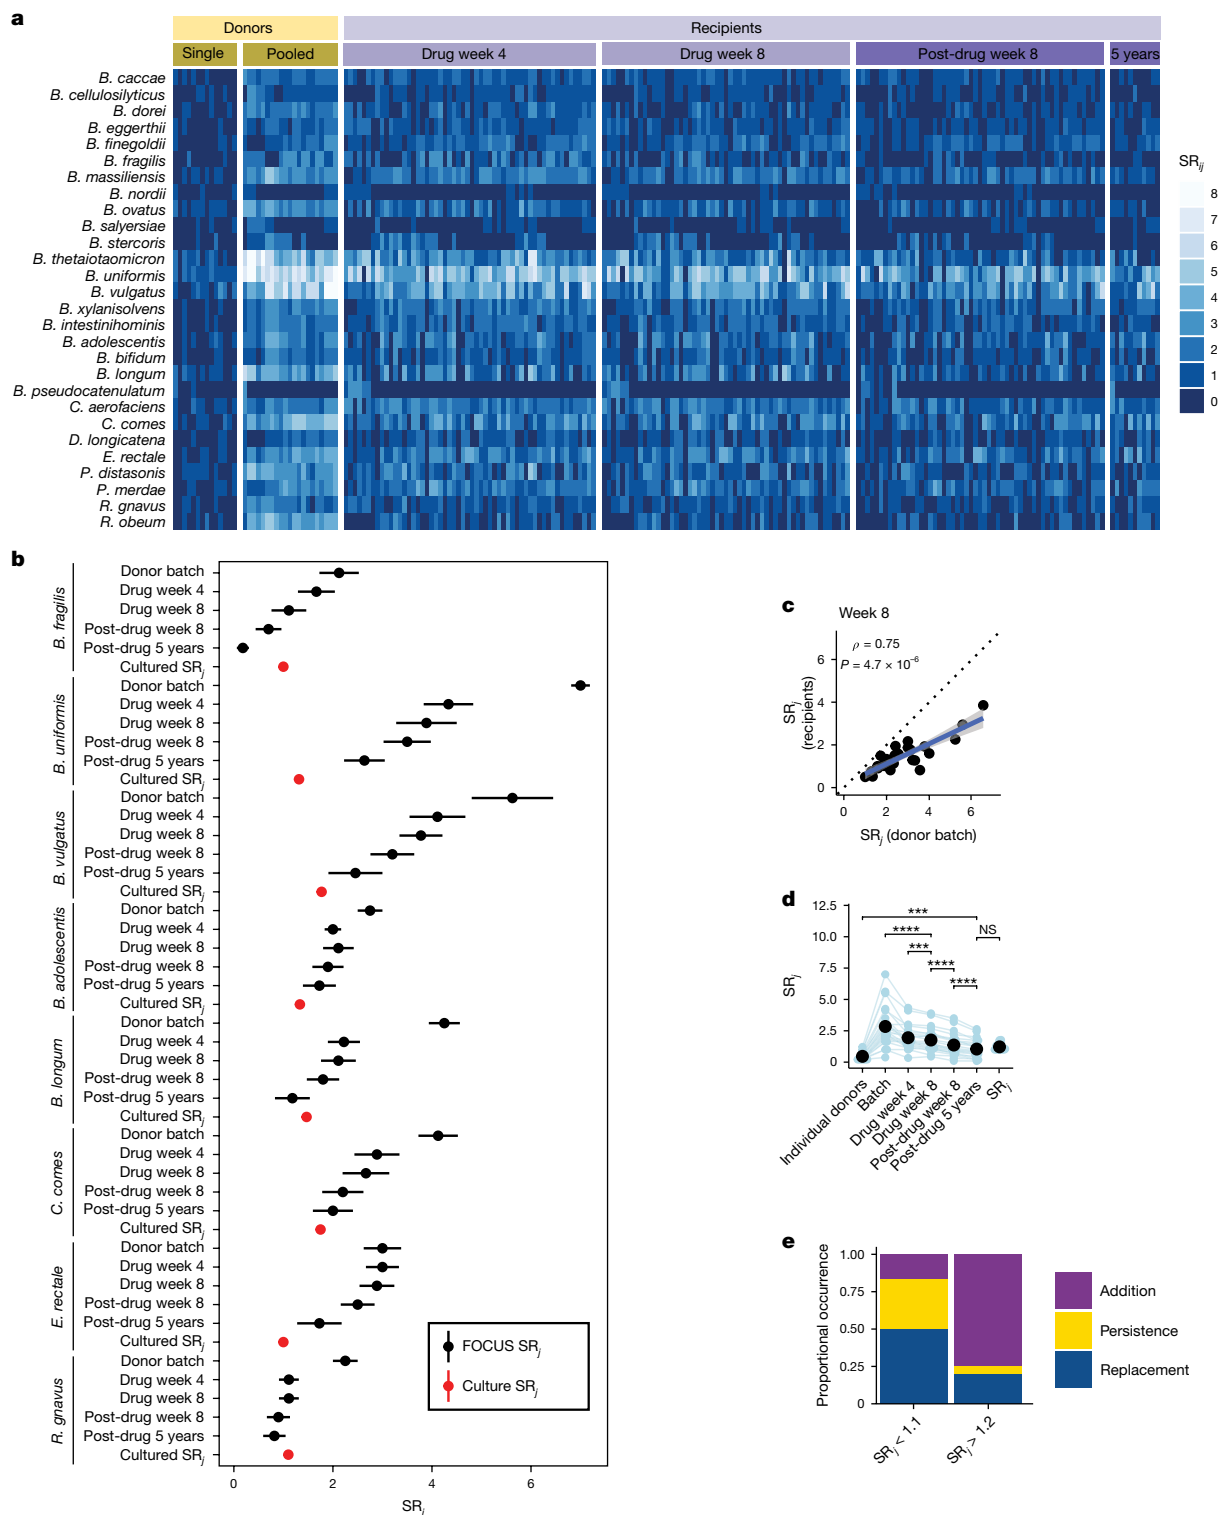 a
Donors
Recipients
Single
Pooled
Drug week 4
Drug week 8
Post-drug week 8
5 years
B. caccae
B. cellulosilyticus
B. dorei
B. eggerthii
B. finegoldii
B. fragilis
B. massiliensis
B. nordii
B. ovatus
B. salyersiae
B. stercoris
B. thetaiotaomicron
B. uniformis
B. vulgatus
B. xylanisolvens
B. intestinihominis
B. adolescentis
B. bifidum
B. longum
B. pseudocatenulatum
C. aerofaciens
C. comes
D. longicatena
E. rectale
P. distasonis
P. merdae
R. gnavus
R. obeum
SRij
8
7
6
5
4
3
2
1
0
b
B. fragilis
Donor batch
Drug week 4
Drug week 8
Post-drug week 8
Post-drug 5 years
Cultured SRj
B. uniformis
Donor batch
Drug week 4
Drug week 8
Post-drug week 8
Post-drug 5 years
Cultured SRj
B. vulgatus
Donor batch
Drug week 4
Drug week 8
Post-drug week 8
Post-drug 5 years
Cultured SRj
B. adolescentis
Donor batch
Drug week 4
Drug week 8
Post-drug week 8
Post-drug 5 years
Cultured SRj
B. longum
Donor batch
Drug week 4
Drug week 8
Post-drug week 8
Post-drug 5 years
Cultured SRj
C. comes
Donor batch
Drug week 4
Drug week 8
Post-drug week 8
Post-drug 5 years
Cultured SRj
E. rectale
Donor batch
Drug week 4
Drug week 8
Post-drug week 8
Post-drug 5 years
Cultured SRj
R. gnavus
Donor batch
Drug week 4
Drug week 8
Post-drug week 8
Post-drug 5 years
Cultured SRj
FOCUS SRj
Culture SRj
0 2 4 6
SRj
c
Week 8
ρ = 0.75
P = 4.7 × 10⁻⁶
SRj
(recipients)
6
4
2
0
0 2 4 6
SRj (donor batch)
d
SRj
12.5
10.0
7.5
5.0
2.5
0
***
NS
****
***
****
****
Individual donors
Batch
Drug week 4
Drug week 8
Post-drug week 8
Post-drug 5 years
SRj
e
Proportional occurrence
1.00
0.75
0.50
0.25
0
SRj < 1.1
SRj > 1.2
Addition
Persistence
Replacement